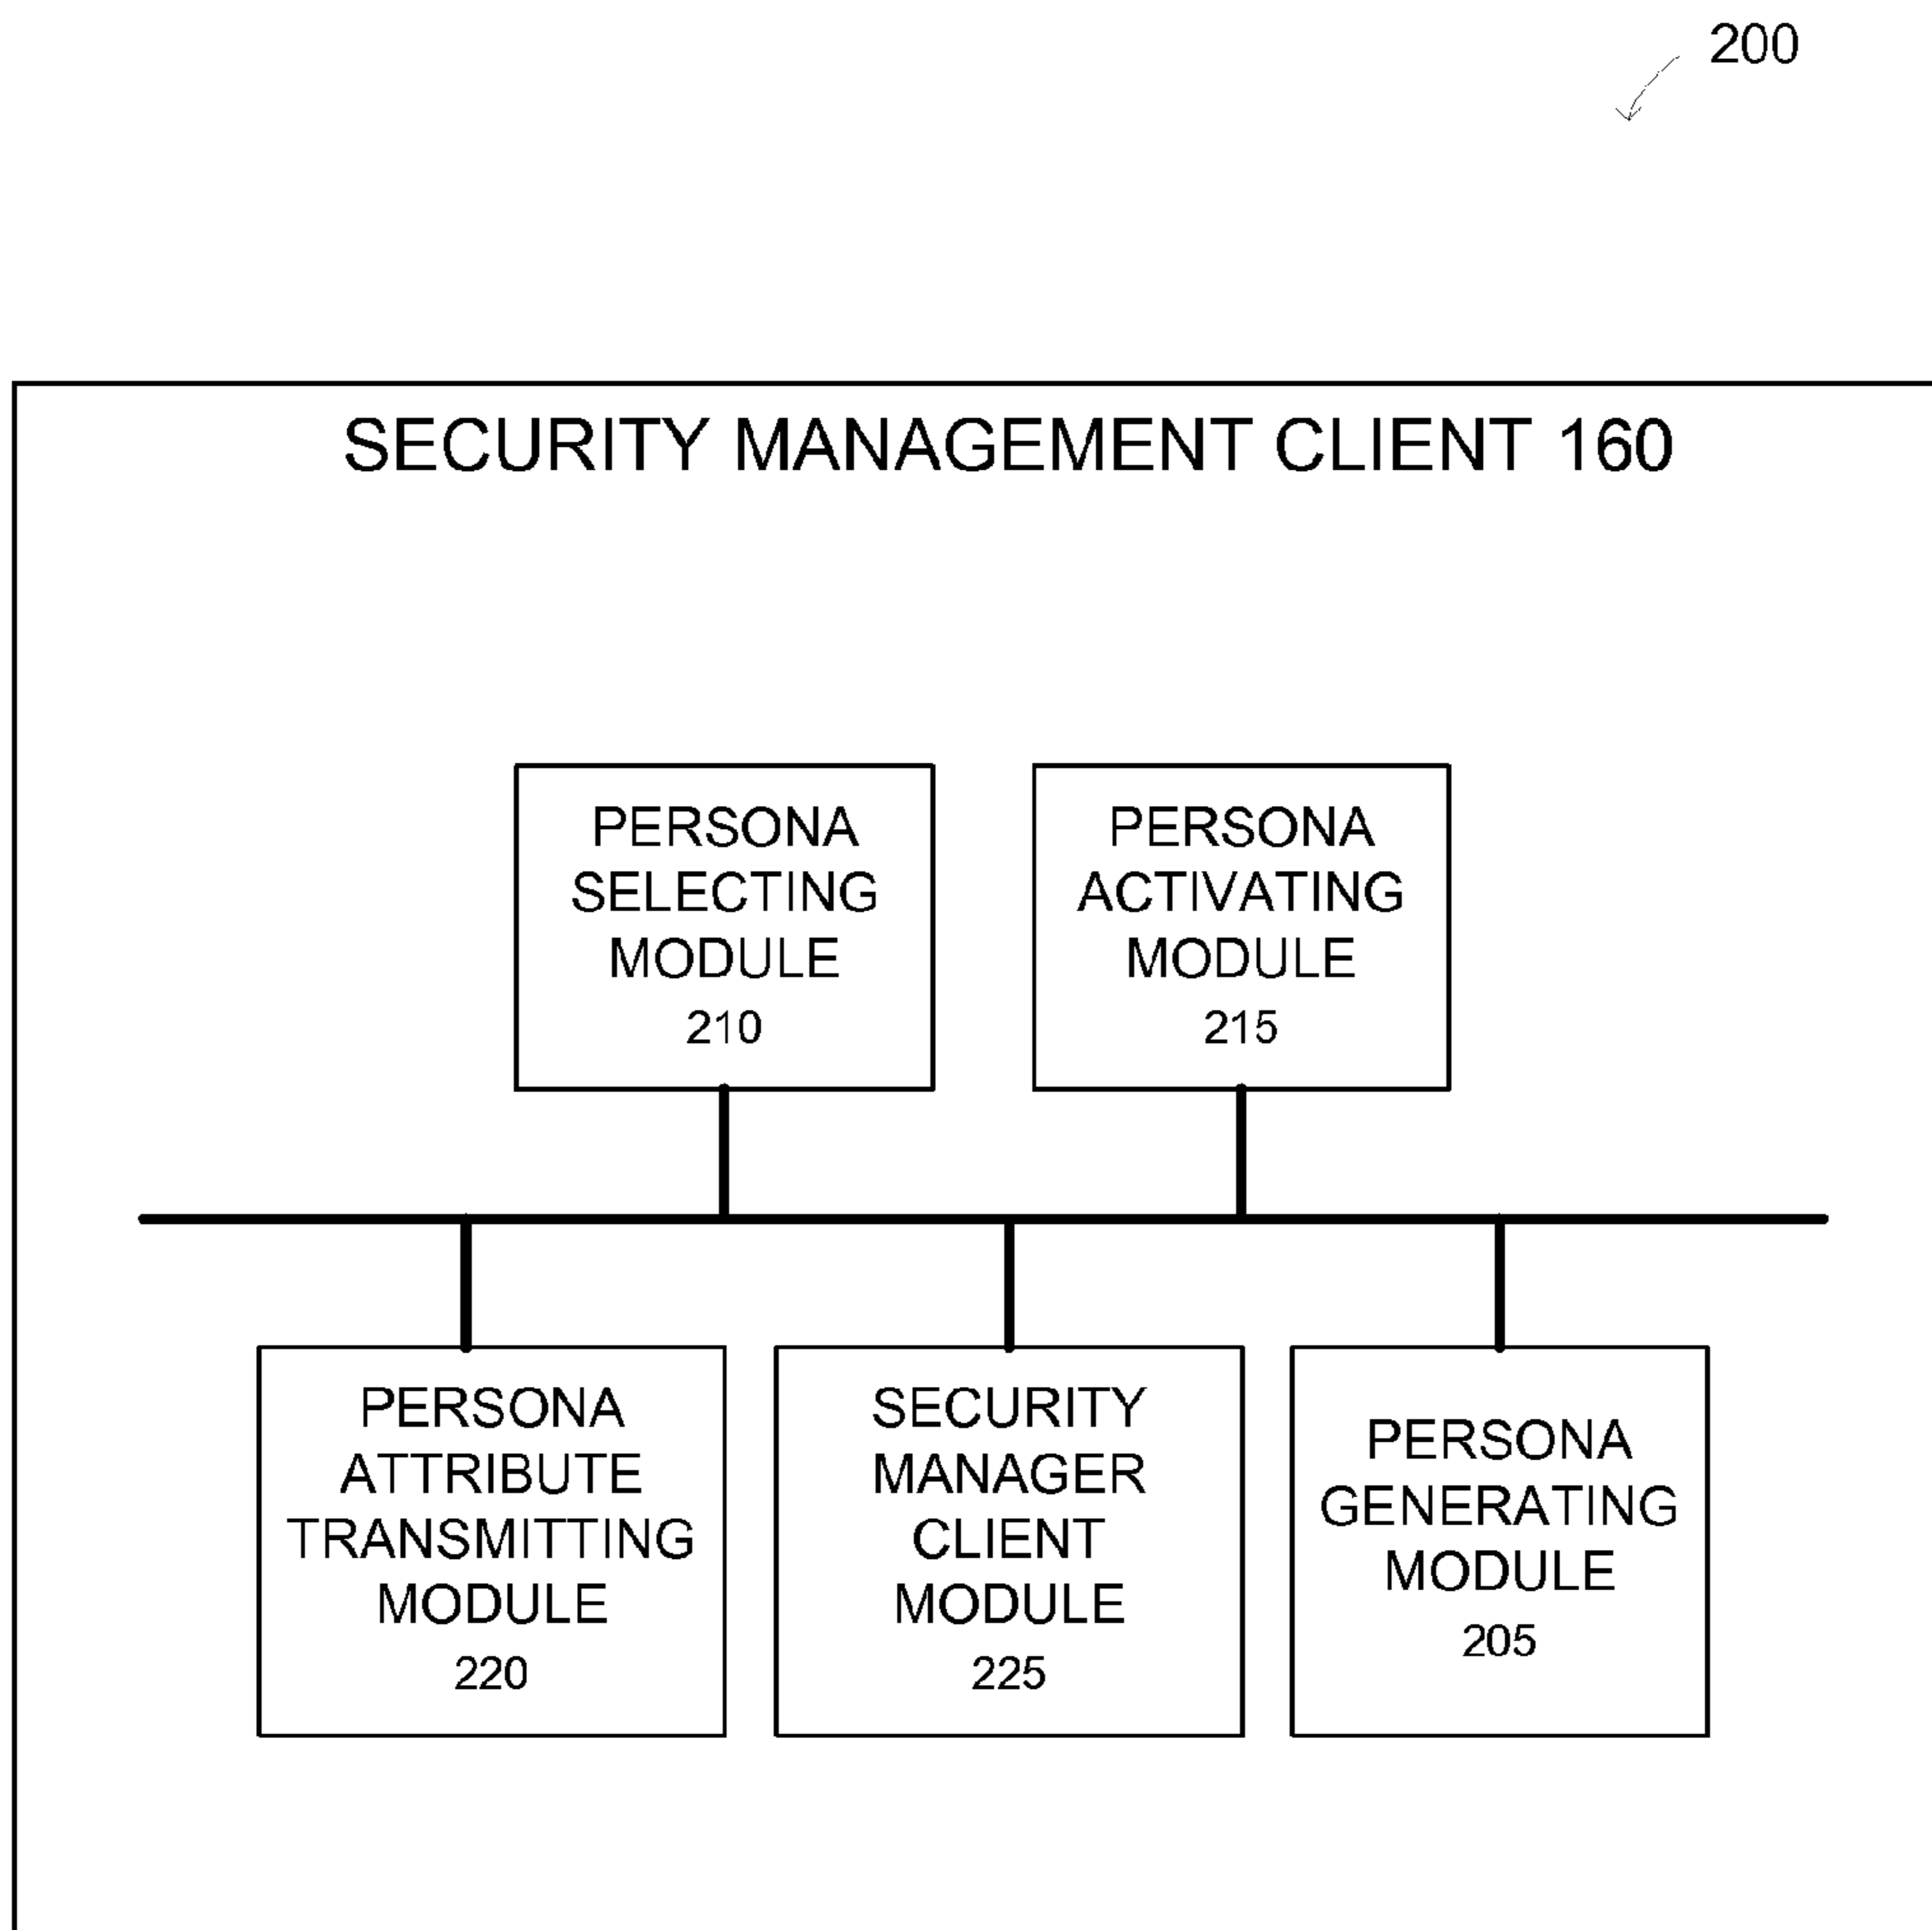 200
SECURITY MANAGEMENT CLIENT 160
PERSONA
SELECTING
MODULE
210
PERSONA
ACTIVATING
MODULE
215
PERSONA
ATTRIBUTE
TRANSMITTING
MODULE
220
SECURITY
MANAGER
CLIENT
MODULE
225
PERSONA
GENERATING
MODULE
205